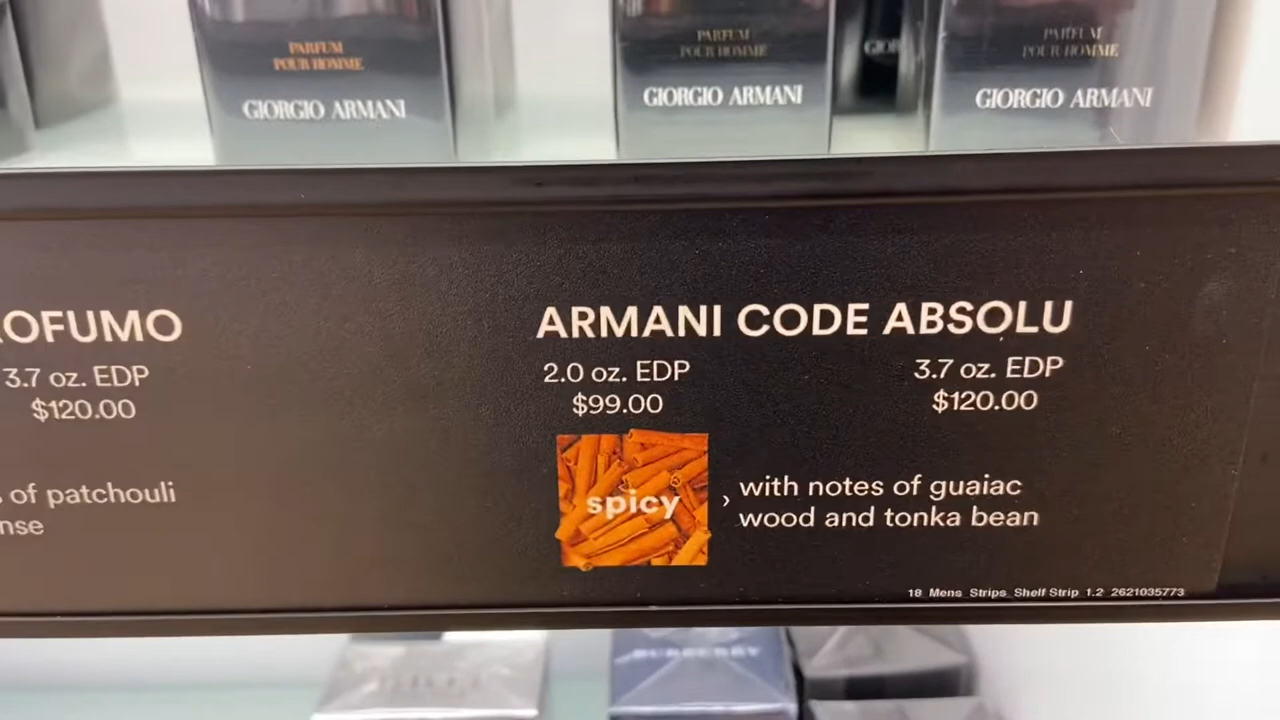 PARFUM
POUR HOMME
GIORGIO ARMANI
PARFUM
POUR HOMME
GIORGIO ARMANI
GIOR
PARFUM
POUR HOMME
GIORGIO ARMANI
OFUMO
3.7 oz. EDP
$120.00
of patchouli
nse
ARMANI CODE ABSOLU
2.0 oz. EDP
$99.00
3.7 oz. EDP
$120.00
spicy
› with notes of guaiac
wood and tonka bean
18_Mens_Strips_Shelf Strip_1.2_2621035773
BURBERRY